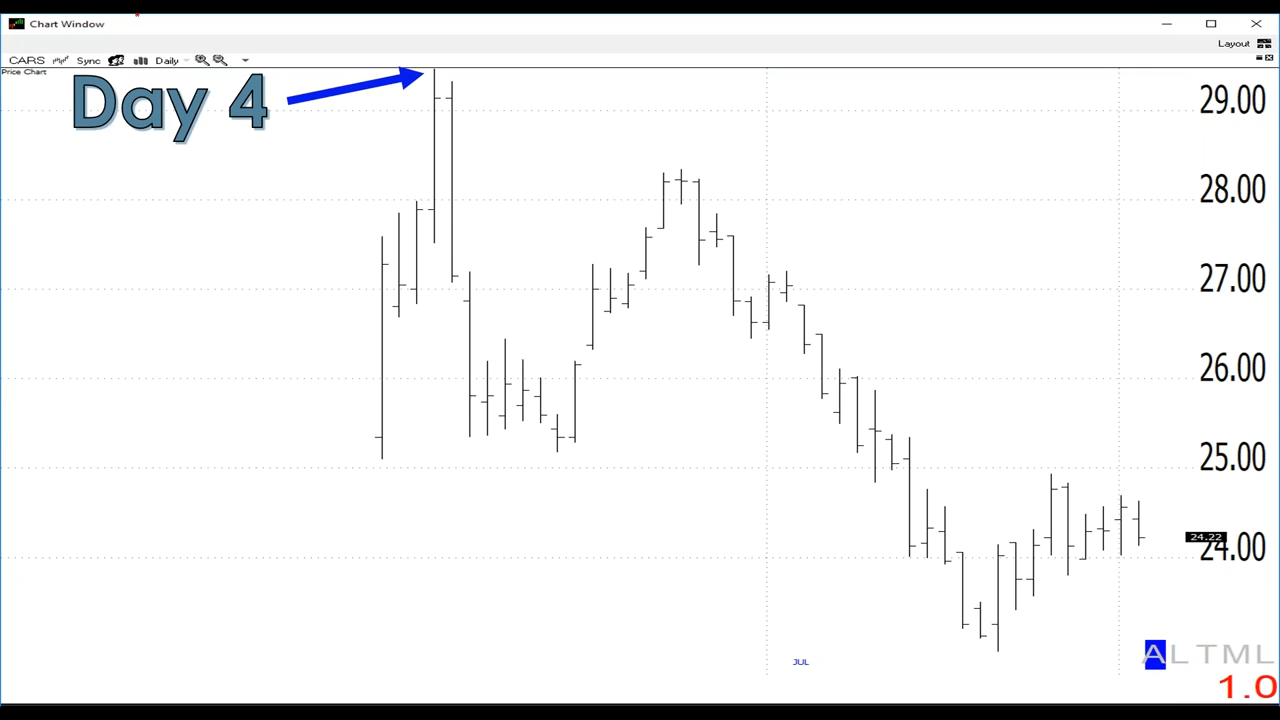 Chart Window
Layout
CARS Sync Daily
Price Chart
Day 4
29.00
28.00
27.00
26.00
25.00
24.22
24.00
JUL
ALTML
1.0